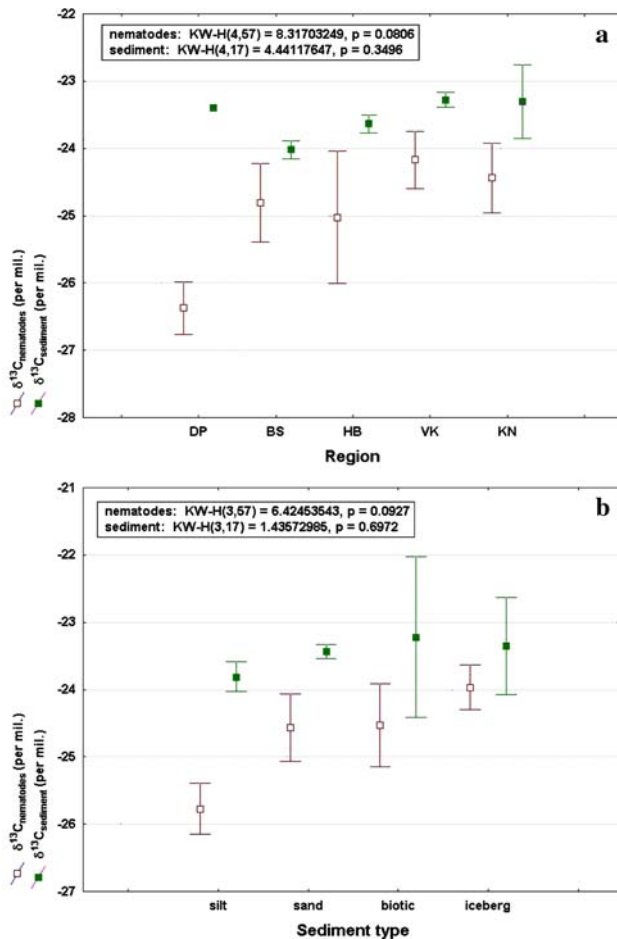 nematodes: KW-H(4,57) = 8.31703249, p = 0.0806
sediment: KW-H(4,17) = 4.44117647, p = 0.3496
a
-22
-23
-24
-25
-26
-27
-28
δ13Cnematodes (per mil.)
δ13Csediment (per mil.)
DP BS HB VK KN
Region
nematodes: KW-H(3,57) = 6.42453543, p = 0.0927
sediment: KW-H(3,17) = 1.43572985, p = 0.6972
b
-21
-22
-23
-24
-25
-26
-27
δ13Cnematodes (per mil.)
δ13Csediment (per mil.)
silt sand biotic iceberg
Sediment type